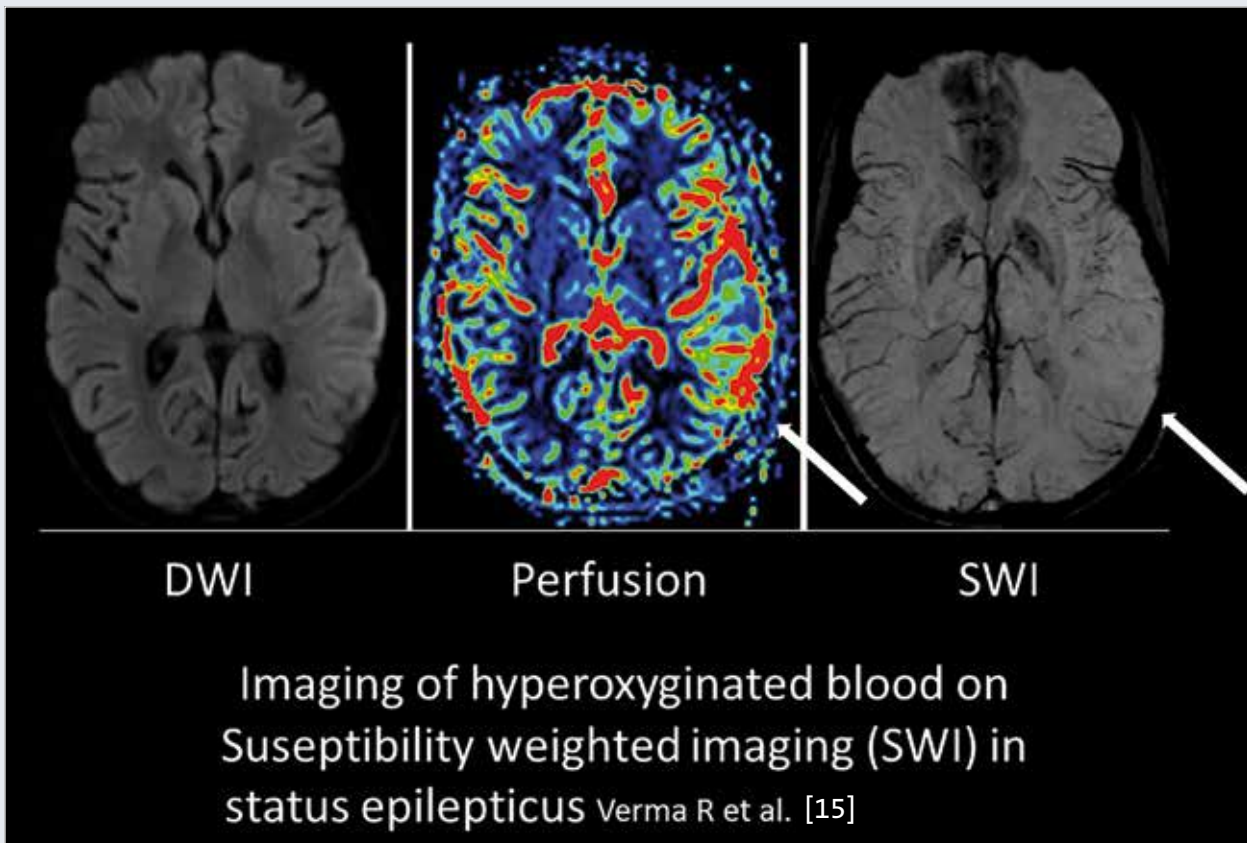 DWI
Perfusion
SWI
Imaging of hyperoxyginated blood on
Suseptibility weighted imaging (SWI) in
status epilepticus Verma R et al. [15]